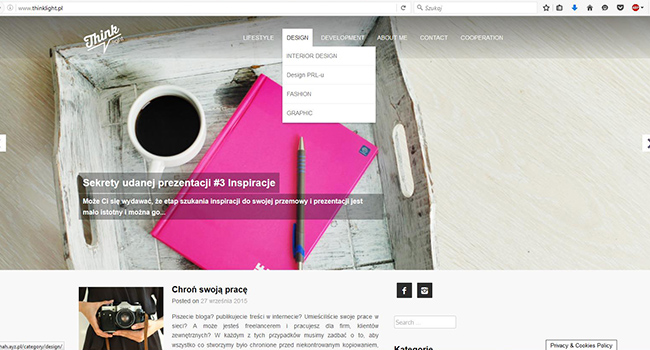 www.thinklight.pl
Szukaj
Think
light
LIFESTYLE DESIGN DEVELOPMENT ABOUT ME CONTACT COOPERATION
INTERIOR DESIGN
Design PRL-u
FASHION
GRAPHIC
Sekrety udanej prezentacji #3 Inspiracje
Może Ci się wydawać, że etap szukania inspiracji do swojej przemowy i prezentacji jest
mało istotny i można go...
Chroń swoją pracę
Posted on 27 września 2015
Piszecie bloga? publikujecie treści w internecie? Umieściliście swoje prace w
sieci? A może jesteś freelancerem i pracujesz dla firm, klientów
zewnętrznych? W każdym z tych przypadków musimy zadbać o to, aby
wszystko co stworzymy było chronione przed niekontrowanym kopiowaniem,
Search ...
Kategorie
Privacy & Cookies Policy
nah.ayz.pl/category/design/